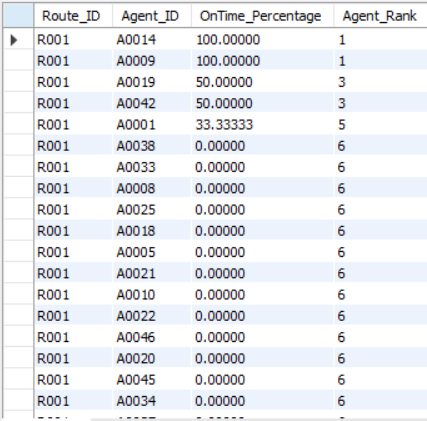 Route_ID Agent_ID OnTime_Percentage Agent_Rank
R001 A0014 100.00000 1
R001 A0009 100.00000 1
R001 A0019 50.00000 3
R001 A0042 50.00000 3
R001 A0001 33.33333 5
R001 A0038 0.00000 6
R001 A0033 0.00000 6
R001 A0008 0.00000 6
R001 A0025 0.00000 6
R001 A0018 0.00000 6
R001 A0005 0.00000 6
R001 A0021 0.00000 6
R001 A0010 0.00000 6
R001 A0022 0.00000 6
R001 A0046 0.00000 6
R001 A0020 0.00000 6
R001 A0045 0.00000 6
R001 A0034 0.00000 6